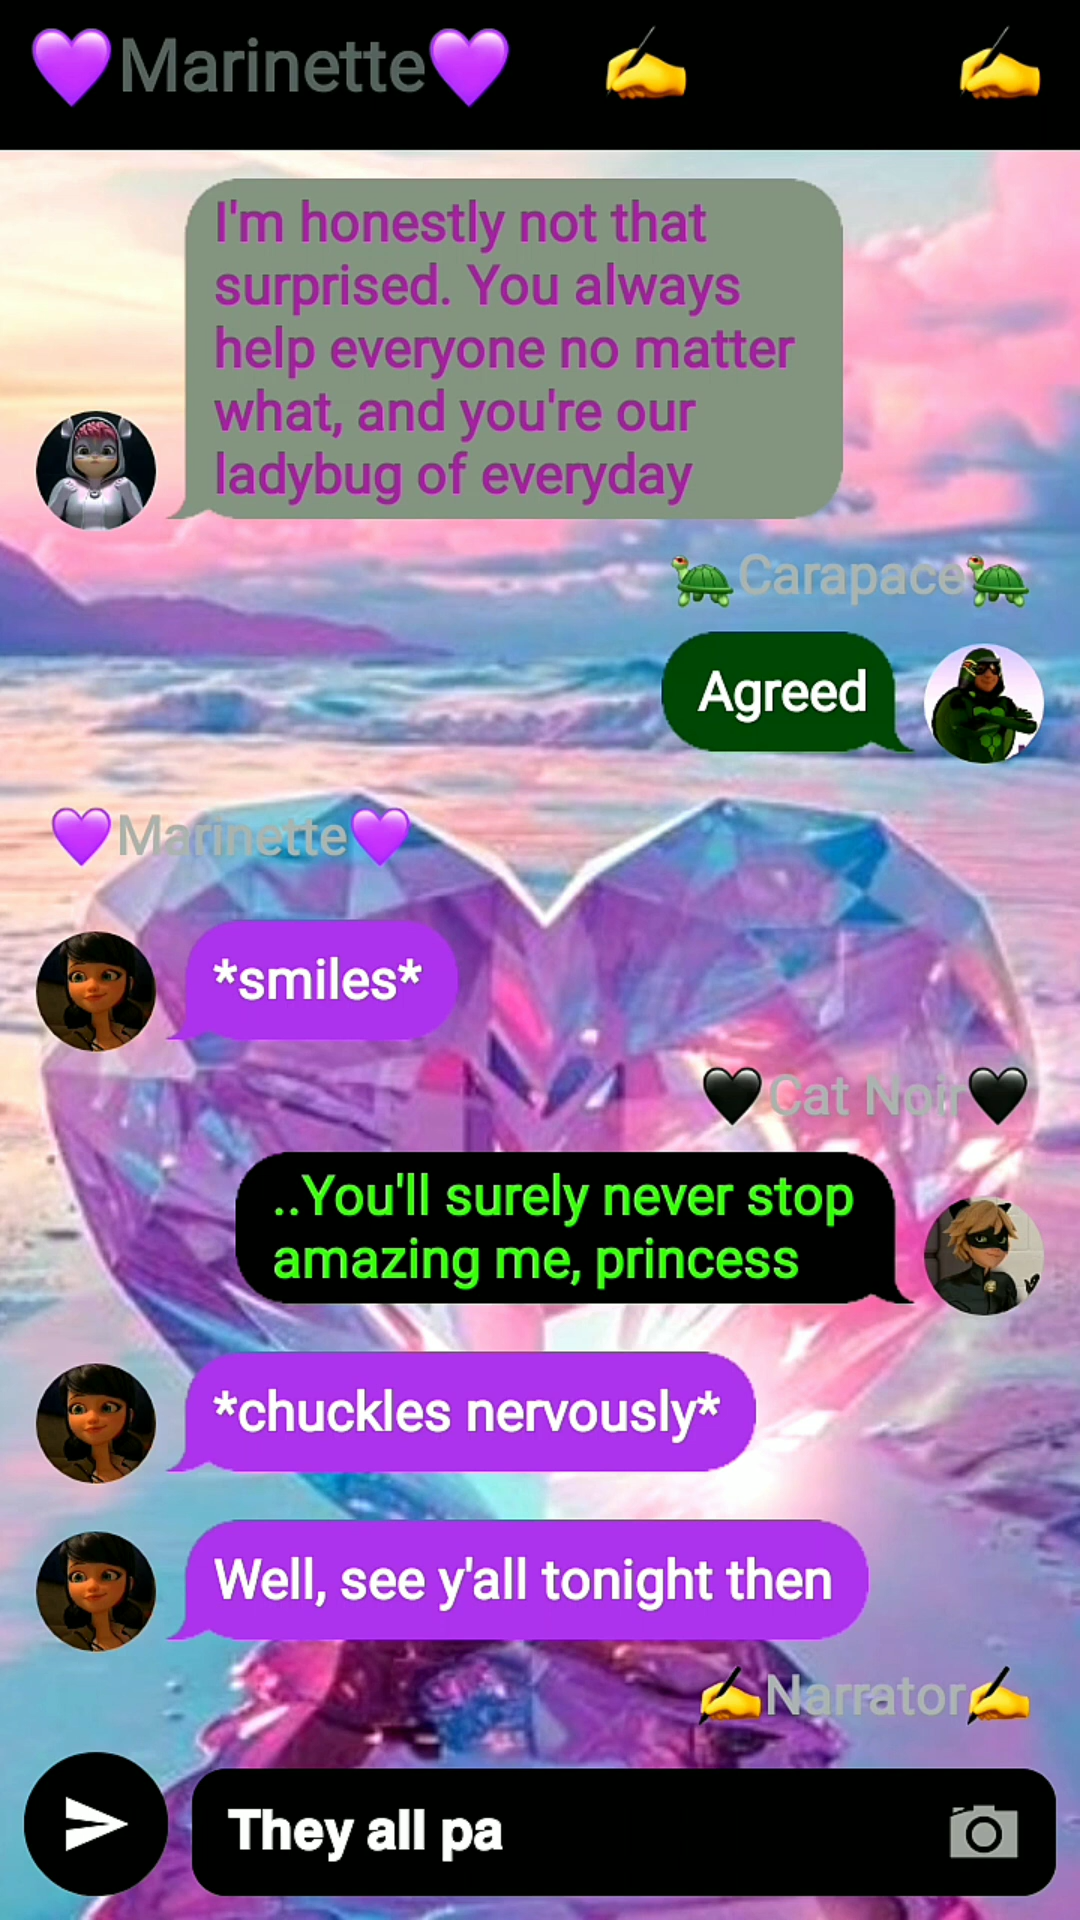 💜Marinette💜 ✍ ✍
I'm honestly not that
surprised. You always
help everyone no matter
what, and you're our
ladybug of everyday
🐢Carapace🐢
Agreed
💜Marinette💜
*smiles*
🖤Cat Noir🖤
..You'll surely never stop
amazing me, princess
*chuckles nervously*
Well, see y'all tonight then
✍Narrator✍
They all pa